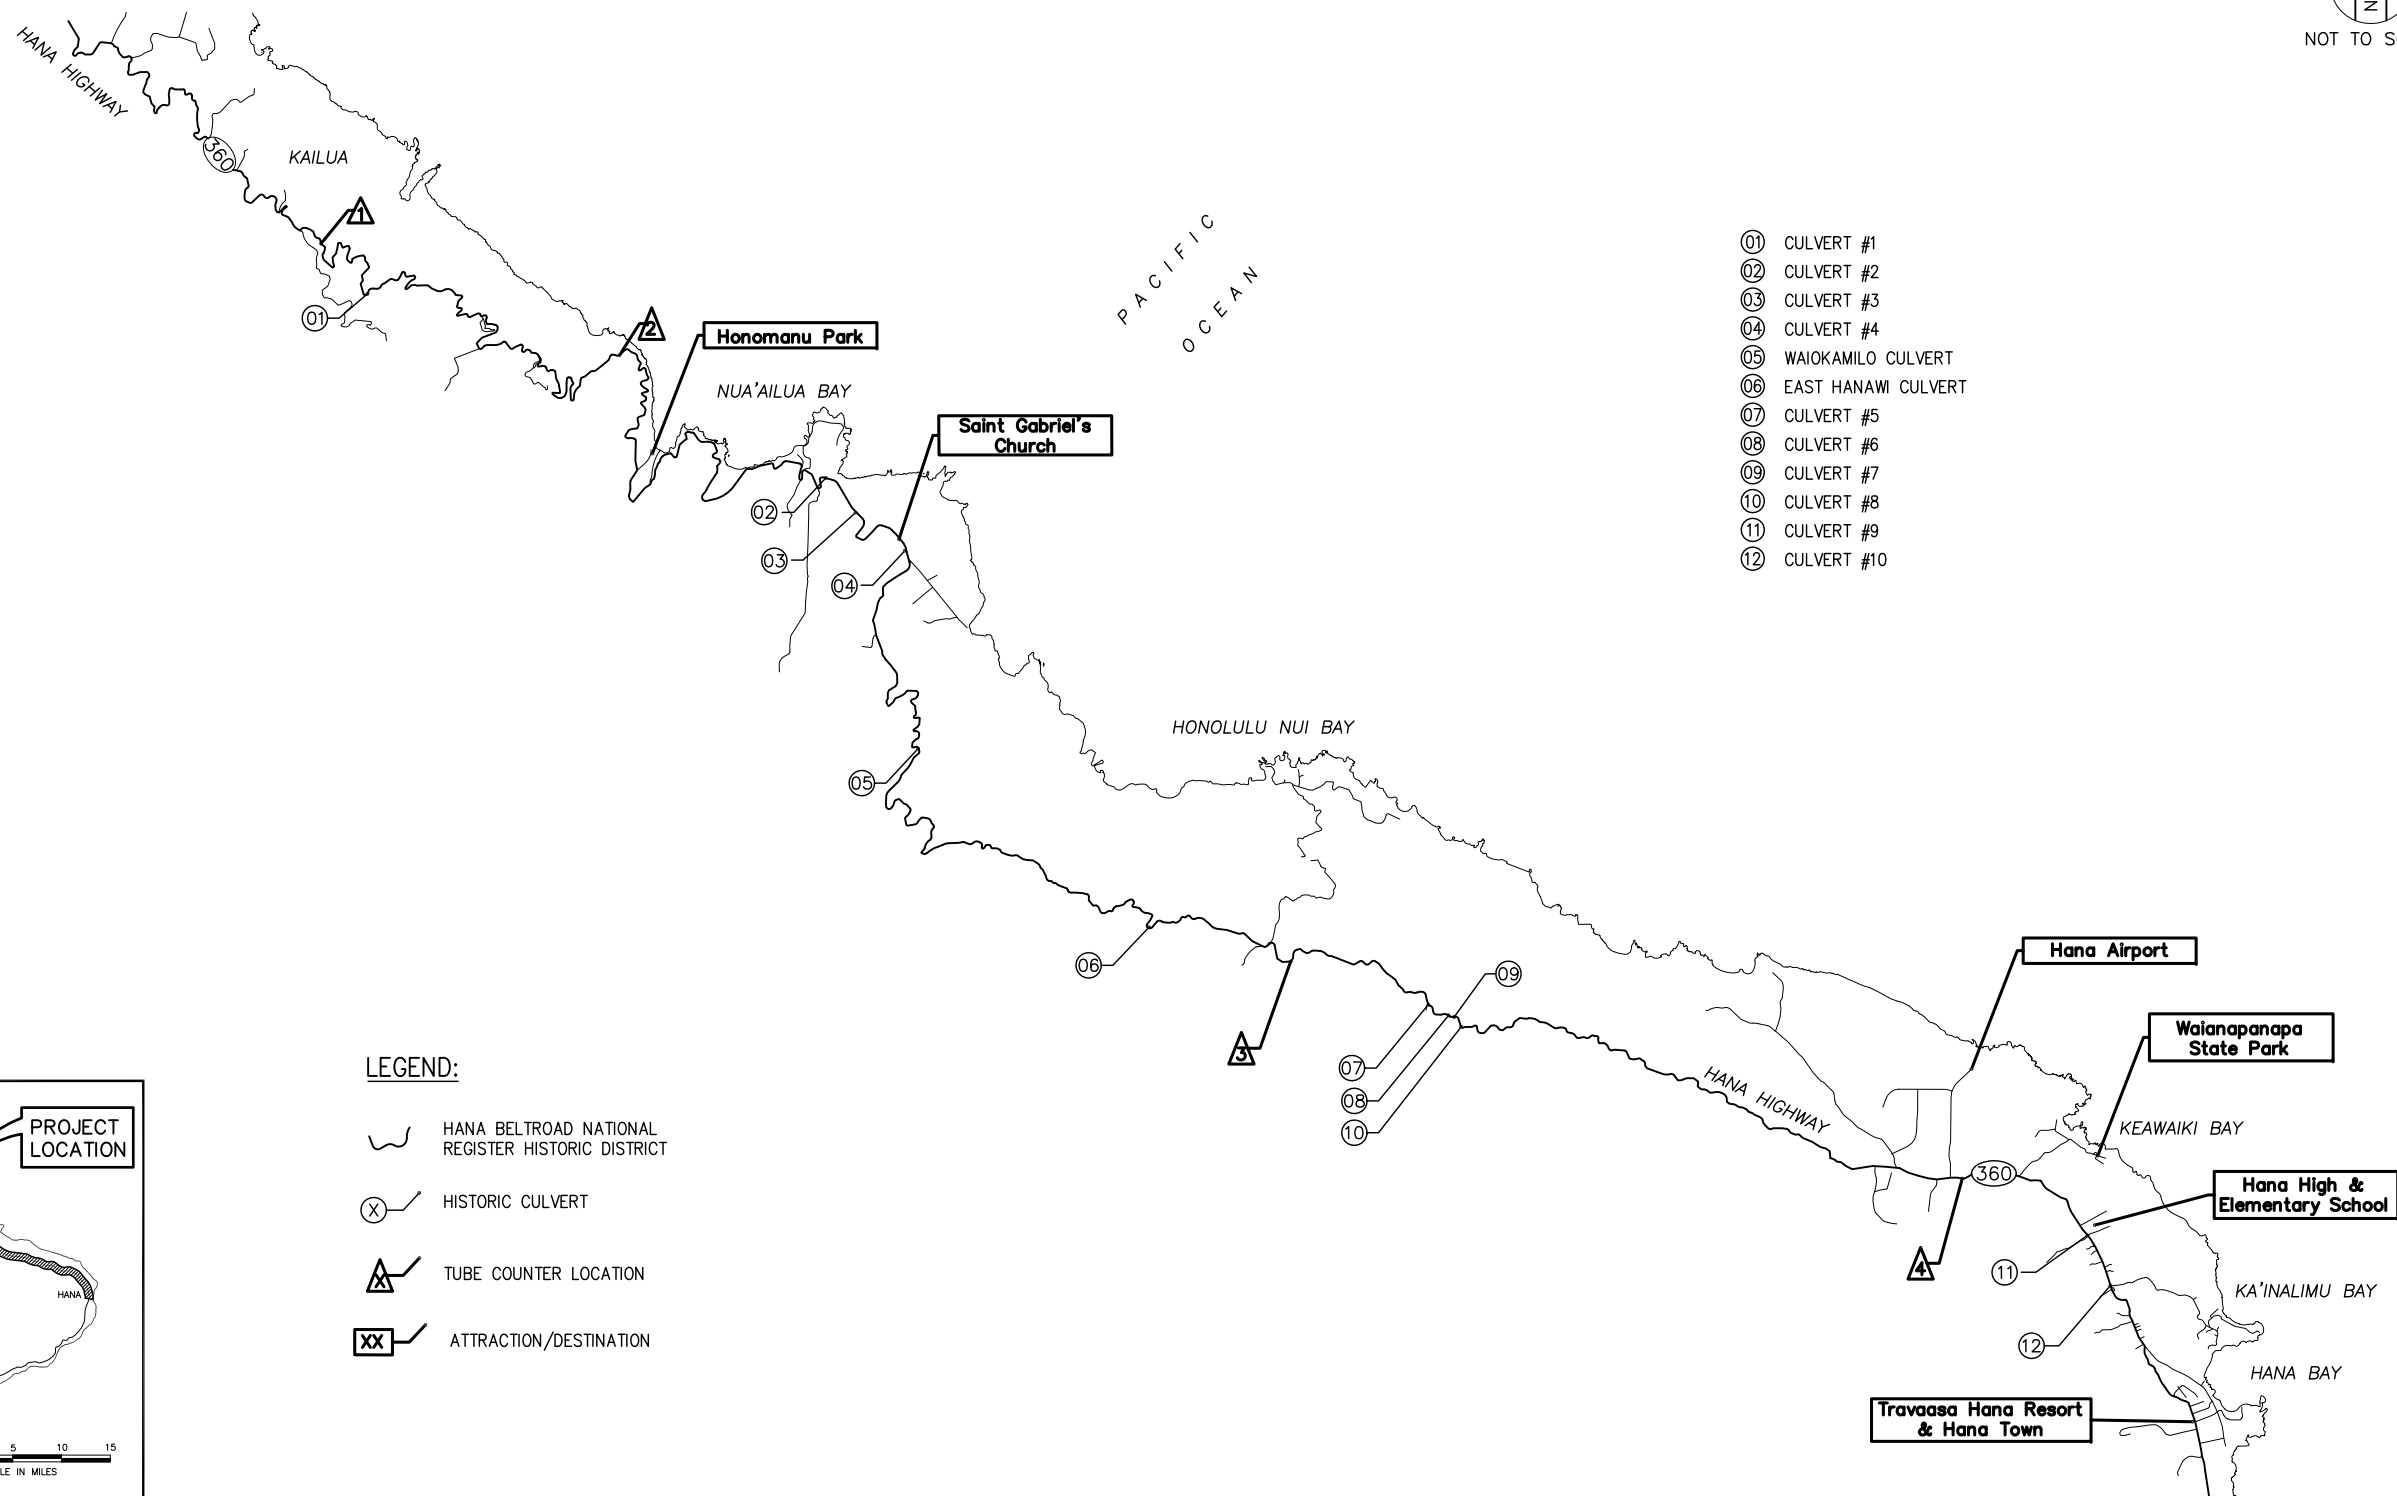 N
NOT TO S
HANA HIGHWAY
360
KAILUA
1
01
2
Honomanu Park
NUA'AILUA BAY
PACIFIC
OCEAN
Saint Gabriel's
Church
02
03
04
05
HONOLULU NUI BAY
06
3
07
08
09
10
01 CULVERT #1
02 CULVERT #2
03 CULVERT #3
04 CULVERT #4
05 WAIOKAMILO CULVERT
06 EAST HANAWI CULVERT
07 CULVERT #5
08 CULVERT #6
09 CULVERT #7
10 CULVERT #8
11 CULVERT #9
12 CULVERT #10
HANA HIGHWAY
Hana Airport
Waianapanapa
State Park
KEAWAIKI BAY
360
Hana High &
Elementary School
4
11
KA'INALIMU BAY
12
HANA BAY
Travaasa Hana Resort
& Hana Town
LEGEND:
HANA BELTROAD NATIONAL
REGISTER HISTORIC DISTRICT
X HISTORIC CULVERT
X TUBE COUNTER LOCATION
XX ATTRACTION/DESTINATION
PROJECT
LOCATION
HANA
5 10 15
LE IN MILES